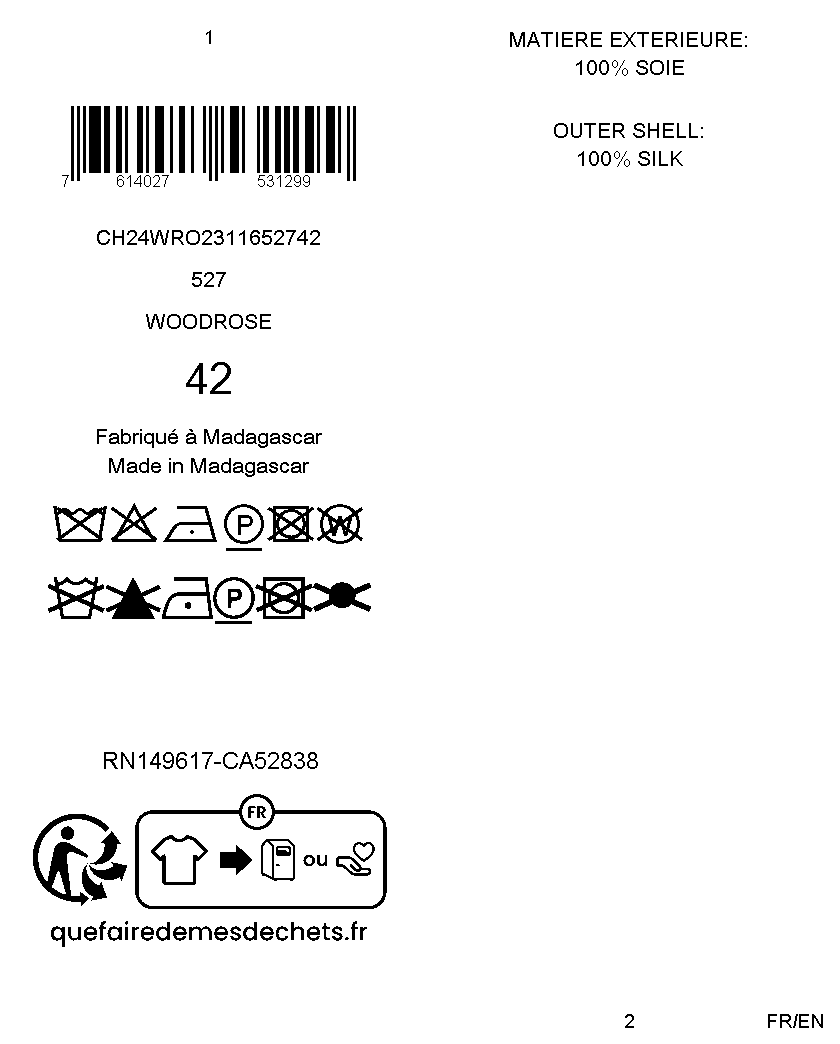 1
7 614027 531299
CH24WRO2311652742
527
WOODROSE
42
Fabriqué à Madagascar
Made in Madagascar
P
W
P
RN149617-CA52838
FR
ou
quefairedemesdechets.fr
MATIERE EXTERIEURE:
100% SOIE
OUTER SHELL:
100% SILK
2
FR/EN